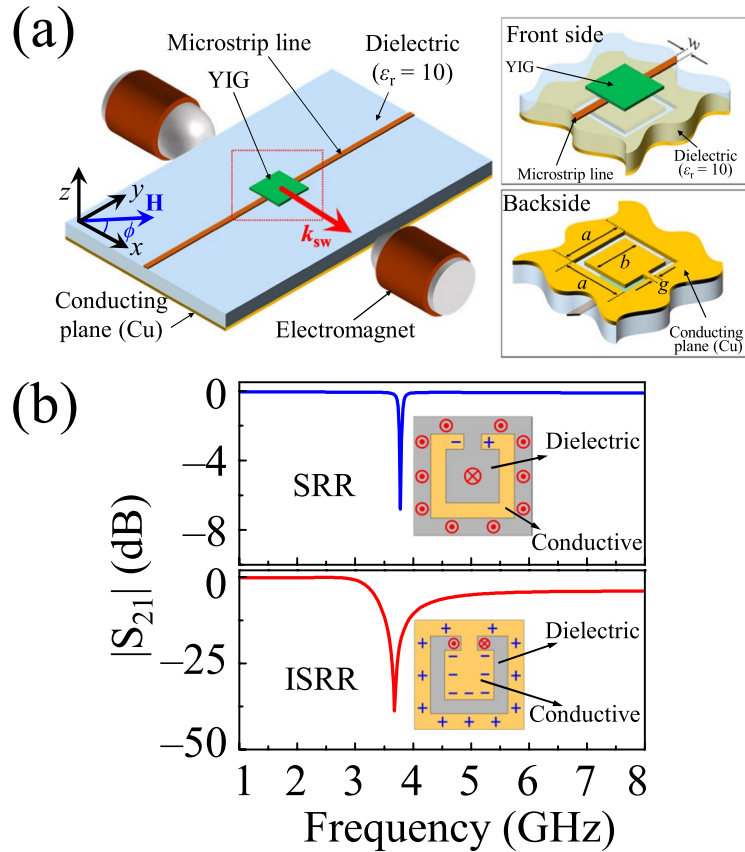 (a)
Microstrip line
YIG
Dielectric
(εr = 10)
z
y
H
ϕ
x
ksw
Conducting
plane (Cu)
Electromagnet
Front side
YIG
w
Microstrip line
Dielectric
(εr = 10)
Backside
a
b
a
g
Conducting
plane (Cu)
(b)
|S21| (dB)
0
−4
−8
SRR
− +
Dielectric
Conductive
0
−25
−50
ISRR
+ + +
+ − − +
+ − − +
+ − − − − +
+ + + +
Dielectric
Conductive
1 2 3 4 5 6 7 8
Frequency (GHz)